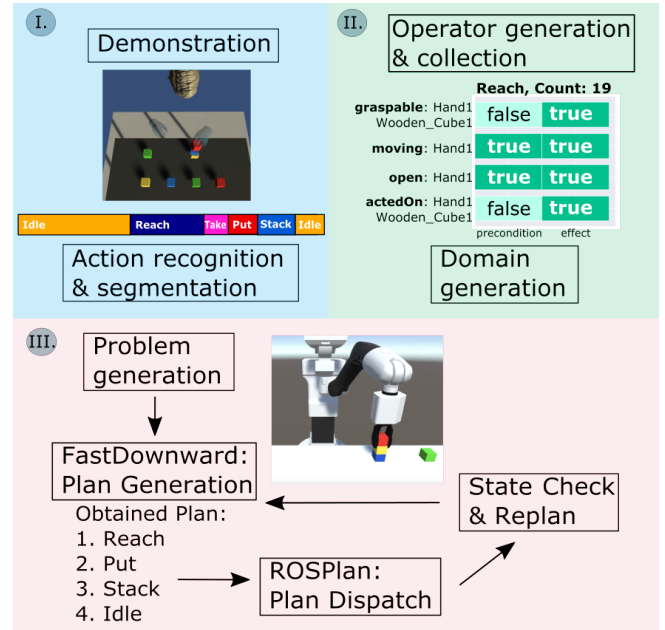 I.
Demonstration
Idle Reach Take Put Stack Idle
Action recognition
& segmentation
II.
Operator generation
& collection
Reach, Count: 19
graspable: Hand1
Wooden_Cube1
false true
moving: Hand1
true true
open: Hand1
true true
actedOn: Hand1
Wooden_Cube1
false true
precondition effect
Domain
generation
III.
Problem
generation
FastDownward:
Plan Generation
Obtained Plan:
1. Reach
2. Put
3. Stack
4. Idle
ROSPlan:
Plan Dispatch
State Check
& Replan